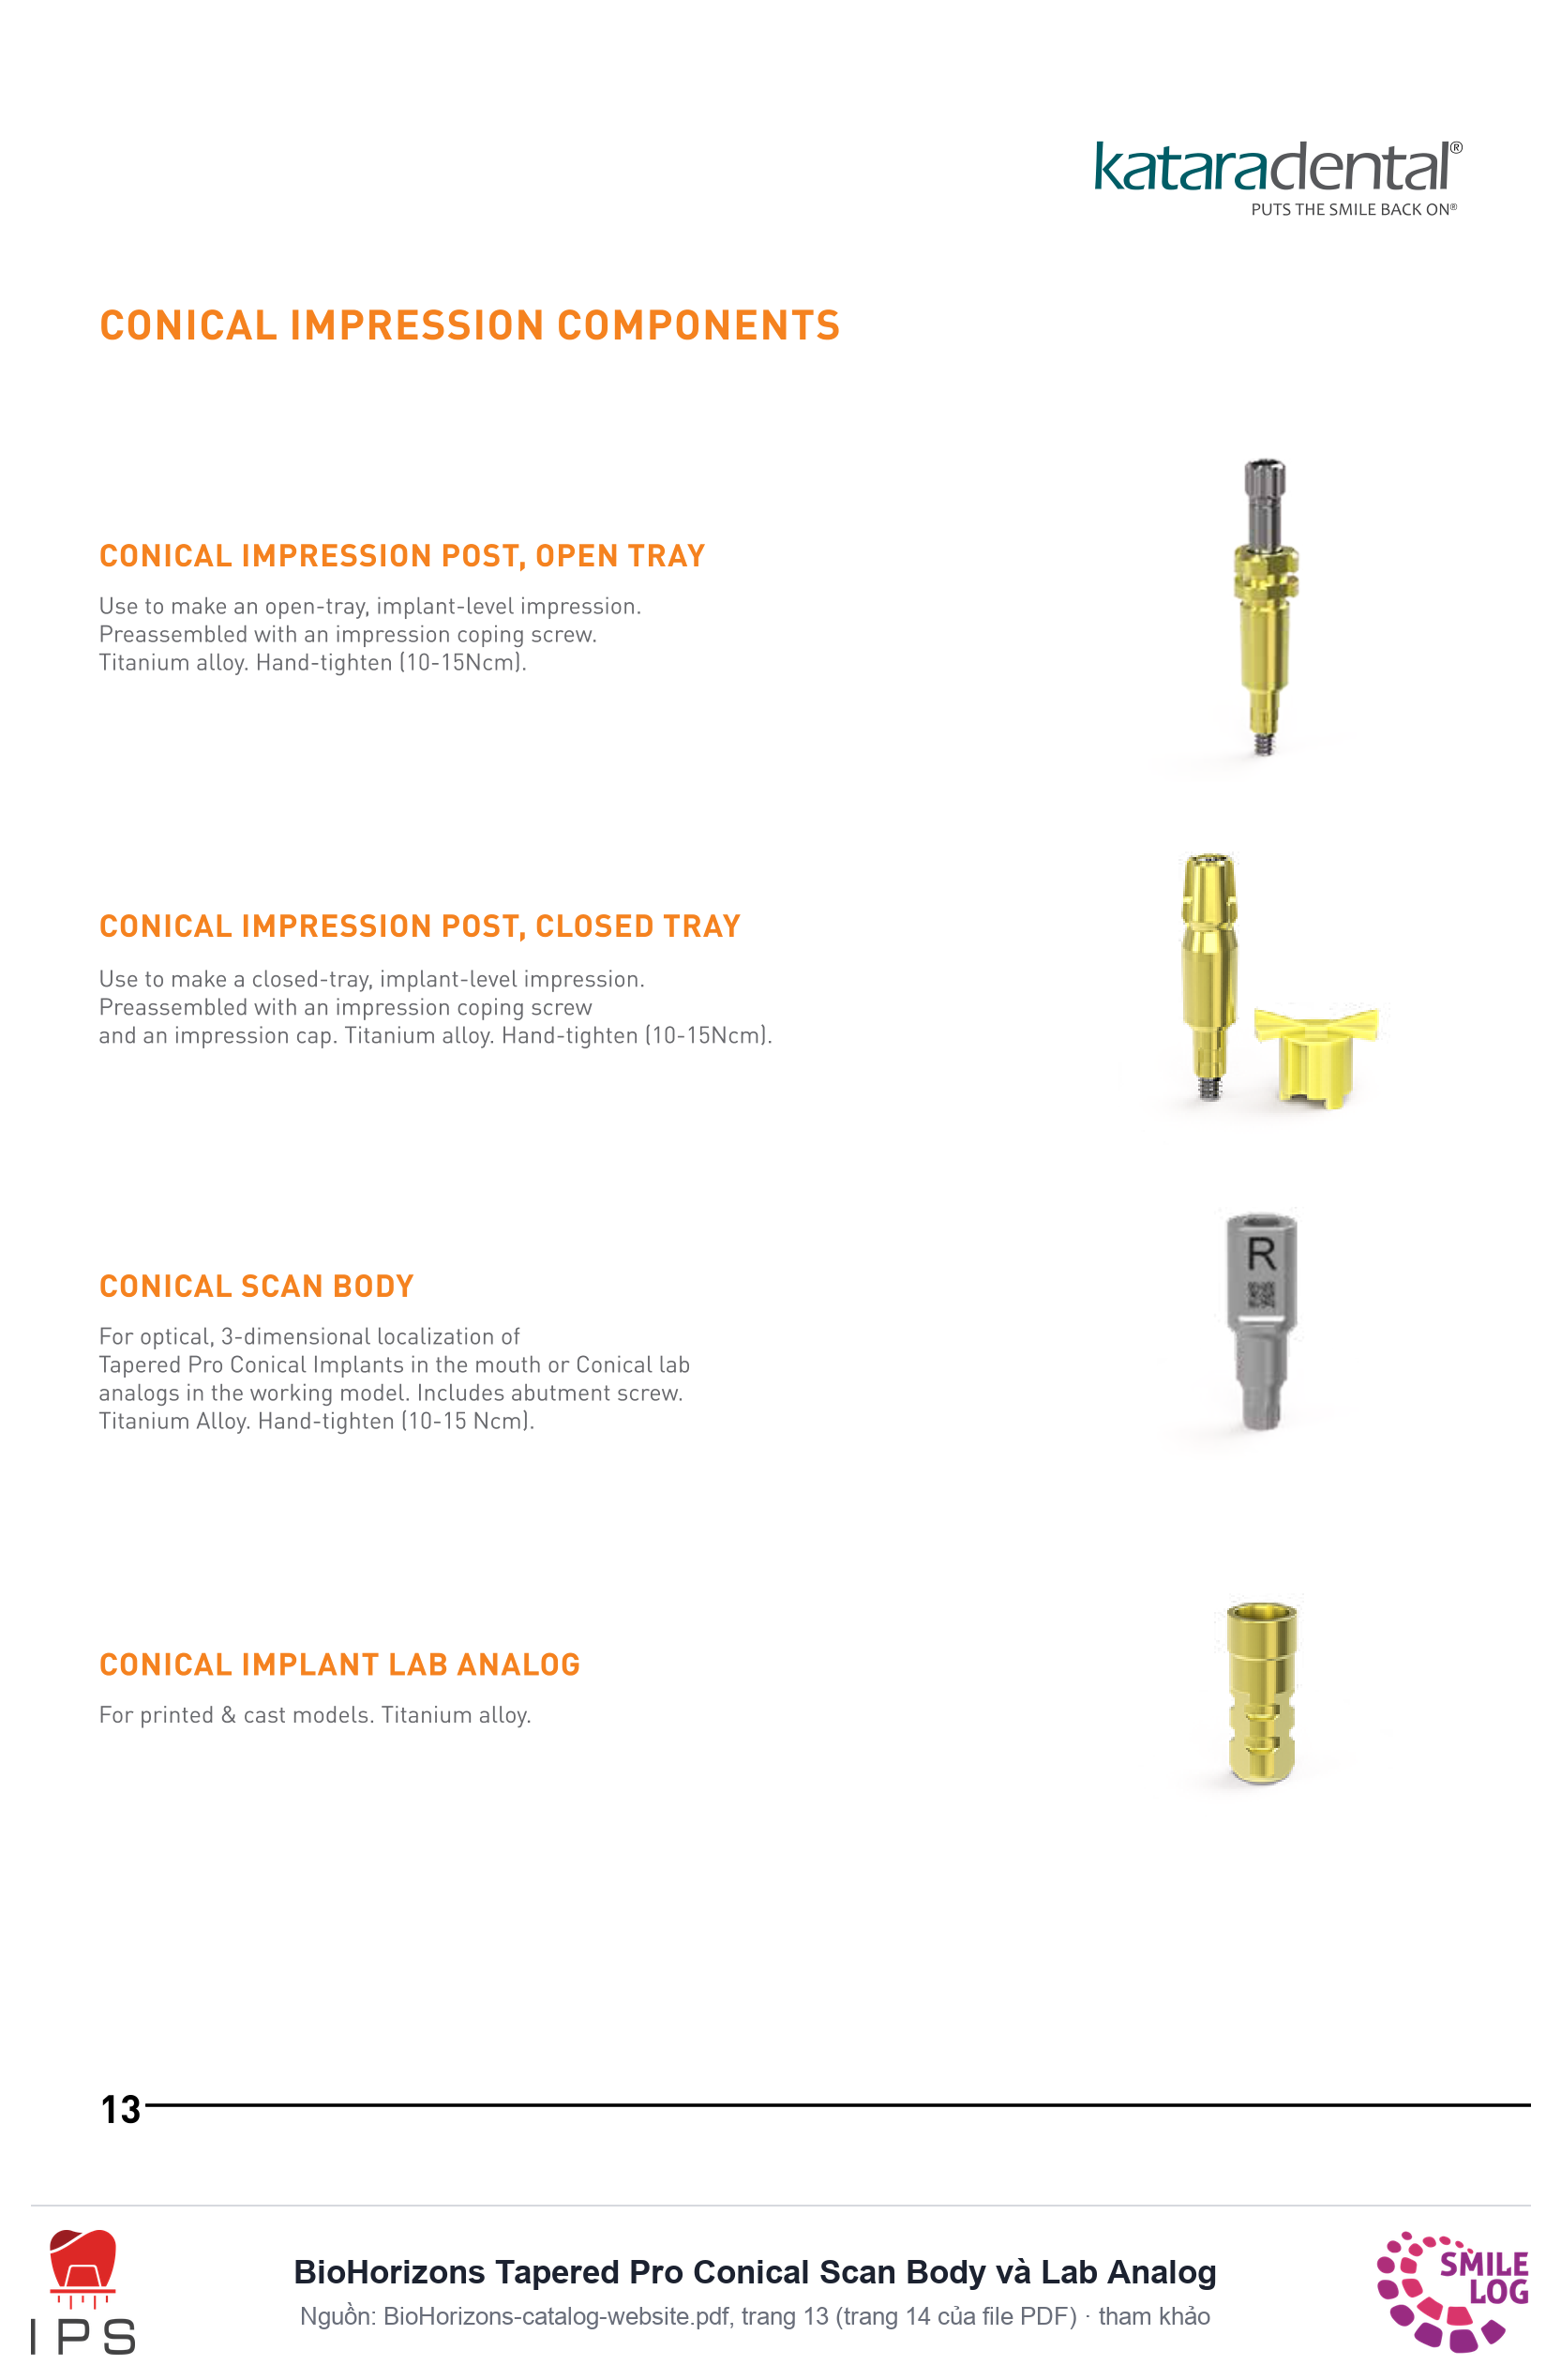 kataradental®
PUTS THE SMILE BACK ON®
CONICAL IMPRESSION COMPONENTS
CONICAL IMPRESSION POST, OPEN TRAY
Use to make an open-tray, implant-level impression.
Preassembled with an impression coping screw.
Titanium alloy. Hand-tighten (10-15Ncm).
CONICAL IMPRESSION POST, CLOSED TRAY
Use to make a closed-tray, implant-level impression.
Preassembled with an impression coping screw
and an impression cap. Titanium alloy. Hand-tighten (10-15Ncm).
R
CONICAL SCAN BODY
For optical, 3-dimensional localization of
Tapered Pro Conical Implants in the mouth or Conical lab
analogs in the working model. Includes abutment screw.
Titanium Alloy. Hand-tighten (10-15 Ncm).
CONICAL IMPLANT LAB ANALOG
For printed & cast models. Titanium alloy.
13
IPS
BioHorizons Tapered Pro Conical Scan Body và Lab Analog
Nguồn: BioHorizons-catalog-website.pdf, trang 13 (trang 14 của file PDF) · tham khảo
SMILE
LOG